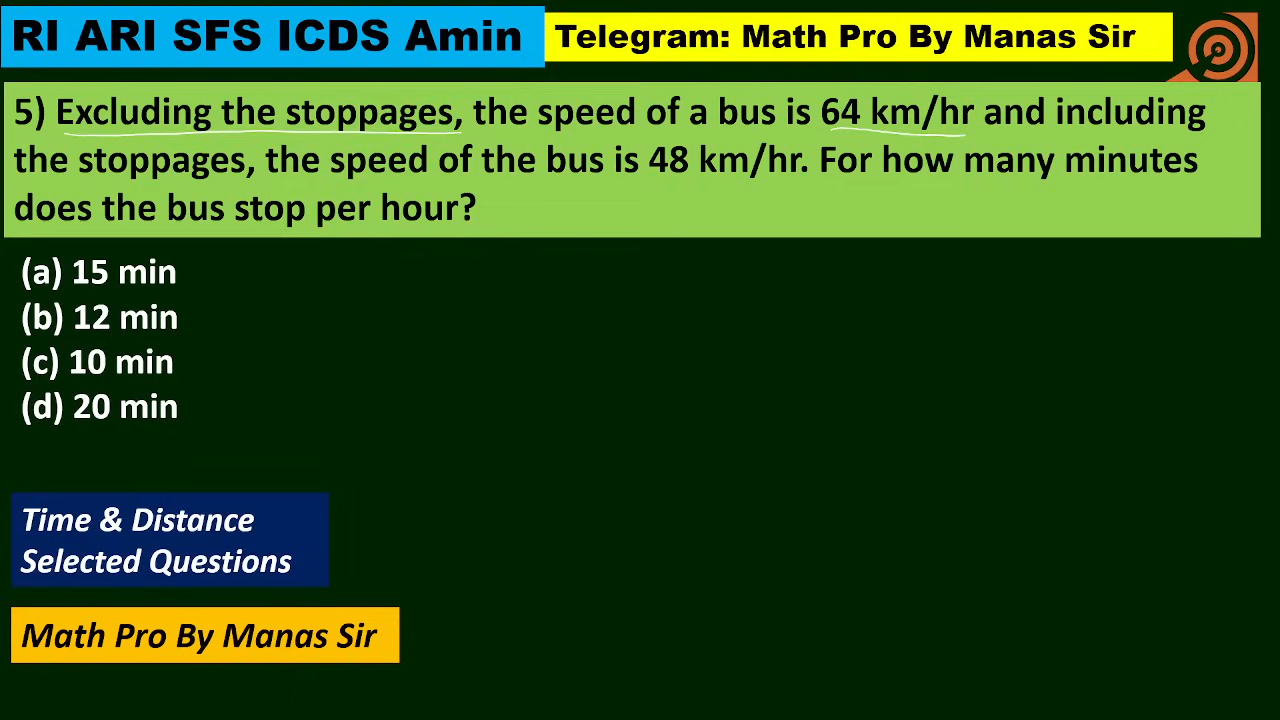 RI ARI SFS ICDS Amin
Telegram: Math Pro By Manas Sir
5) Excluding the stoppages, the speed of a bus is 64 km/hr and including
the stoppages, the speed of the bus is 48 km/hr. For how many minutes
does the bus stop per hour?
(a) 15 min
(b) 12 min
(c) 10 min
(d) 20 min
Time & Distance
Selected Questions
Math Pro By Manas Sir